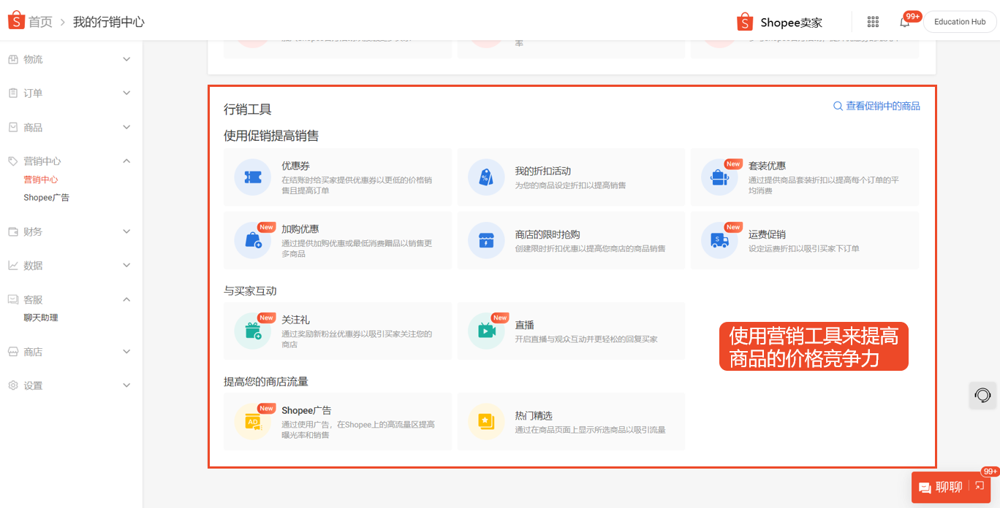 首页
我的行销中心
Shopee卖家
99+
Education Hub
率
物流
订单
商品
营销中心
营销中心
Shopee广告
财务
数据
客服
聊天助理
商店
设置
行销工具
查看促销中的商品
使用促销提高销售
优惠券
在结账时给买家提供优惠券以更低的价格销
售且提高订单
我的折扣活动
为您的商品设定折扣以提高销售
New
套装优惠
通过提供商品套装折扣以提高每个订单的平
均消费
New
加购优惠
通过提供加购优惠或最低消费赠品以销售更
多商品
商店的限时抢购
创建限时折扣优惠以提高您商店的商品销售
New
运费促销
设定运费折扣以吸引买家下订单
与买家互动
New
关注礼
通过奖励新粉丝优惠券以吸引买家关注您的
商店
New
直播
开启直播与观众互动并更轻松的回复买家
使用营销工具来提高
商品的价格竞争力
提高您的商店流量
New
AD
Shopee广告
通过使用广告，在Shopee上的高流量区提高
曝光率和销售
热门精选
通过在商品页面上显示所选商品以吸引流量
99+
聊聊